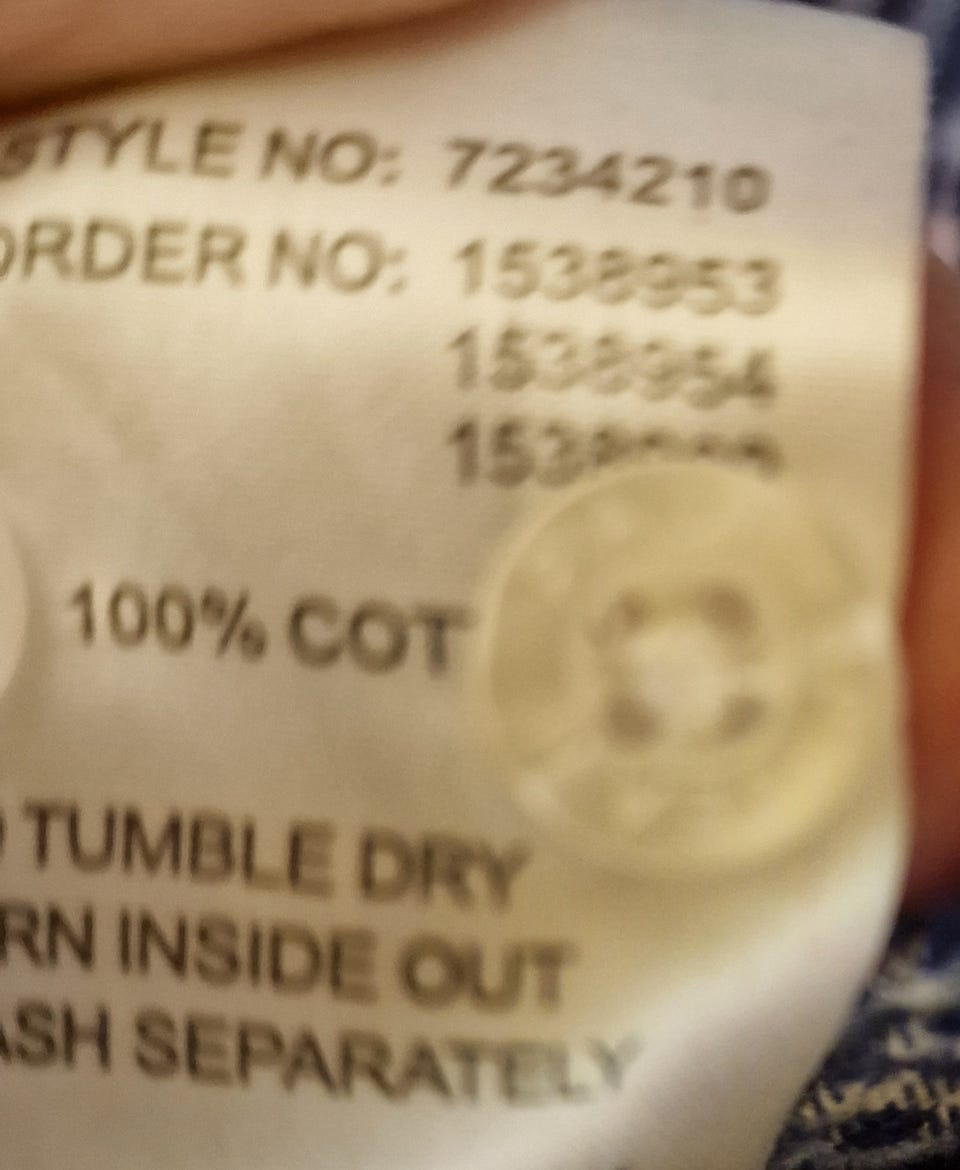 STYLE NO: 7234210
ORDER NO: 1538953
1538954
100% COT
TUMBLE DRY
RN INSIDE OUT
ASH SEPARATELY